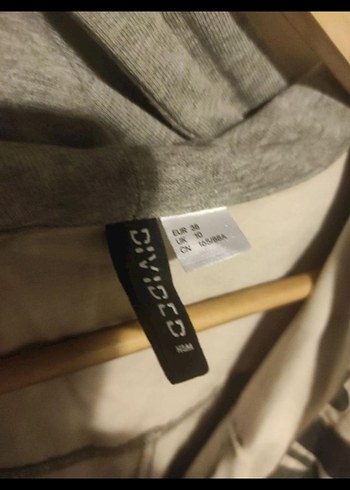 EUR 38
UK 10
CN 165/88A
DIVIDED
H&M